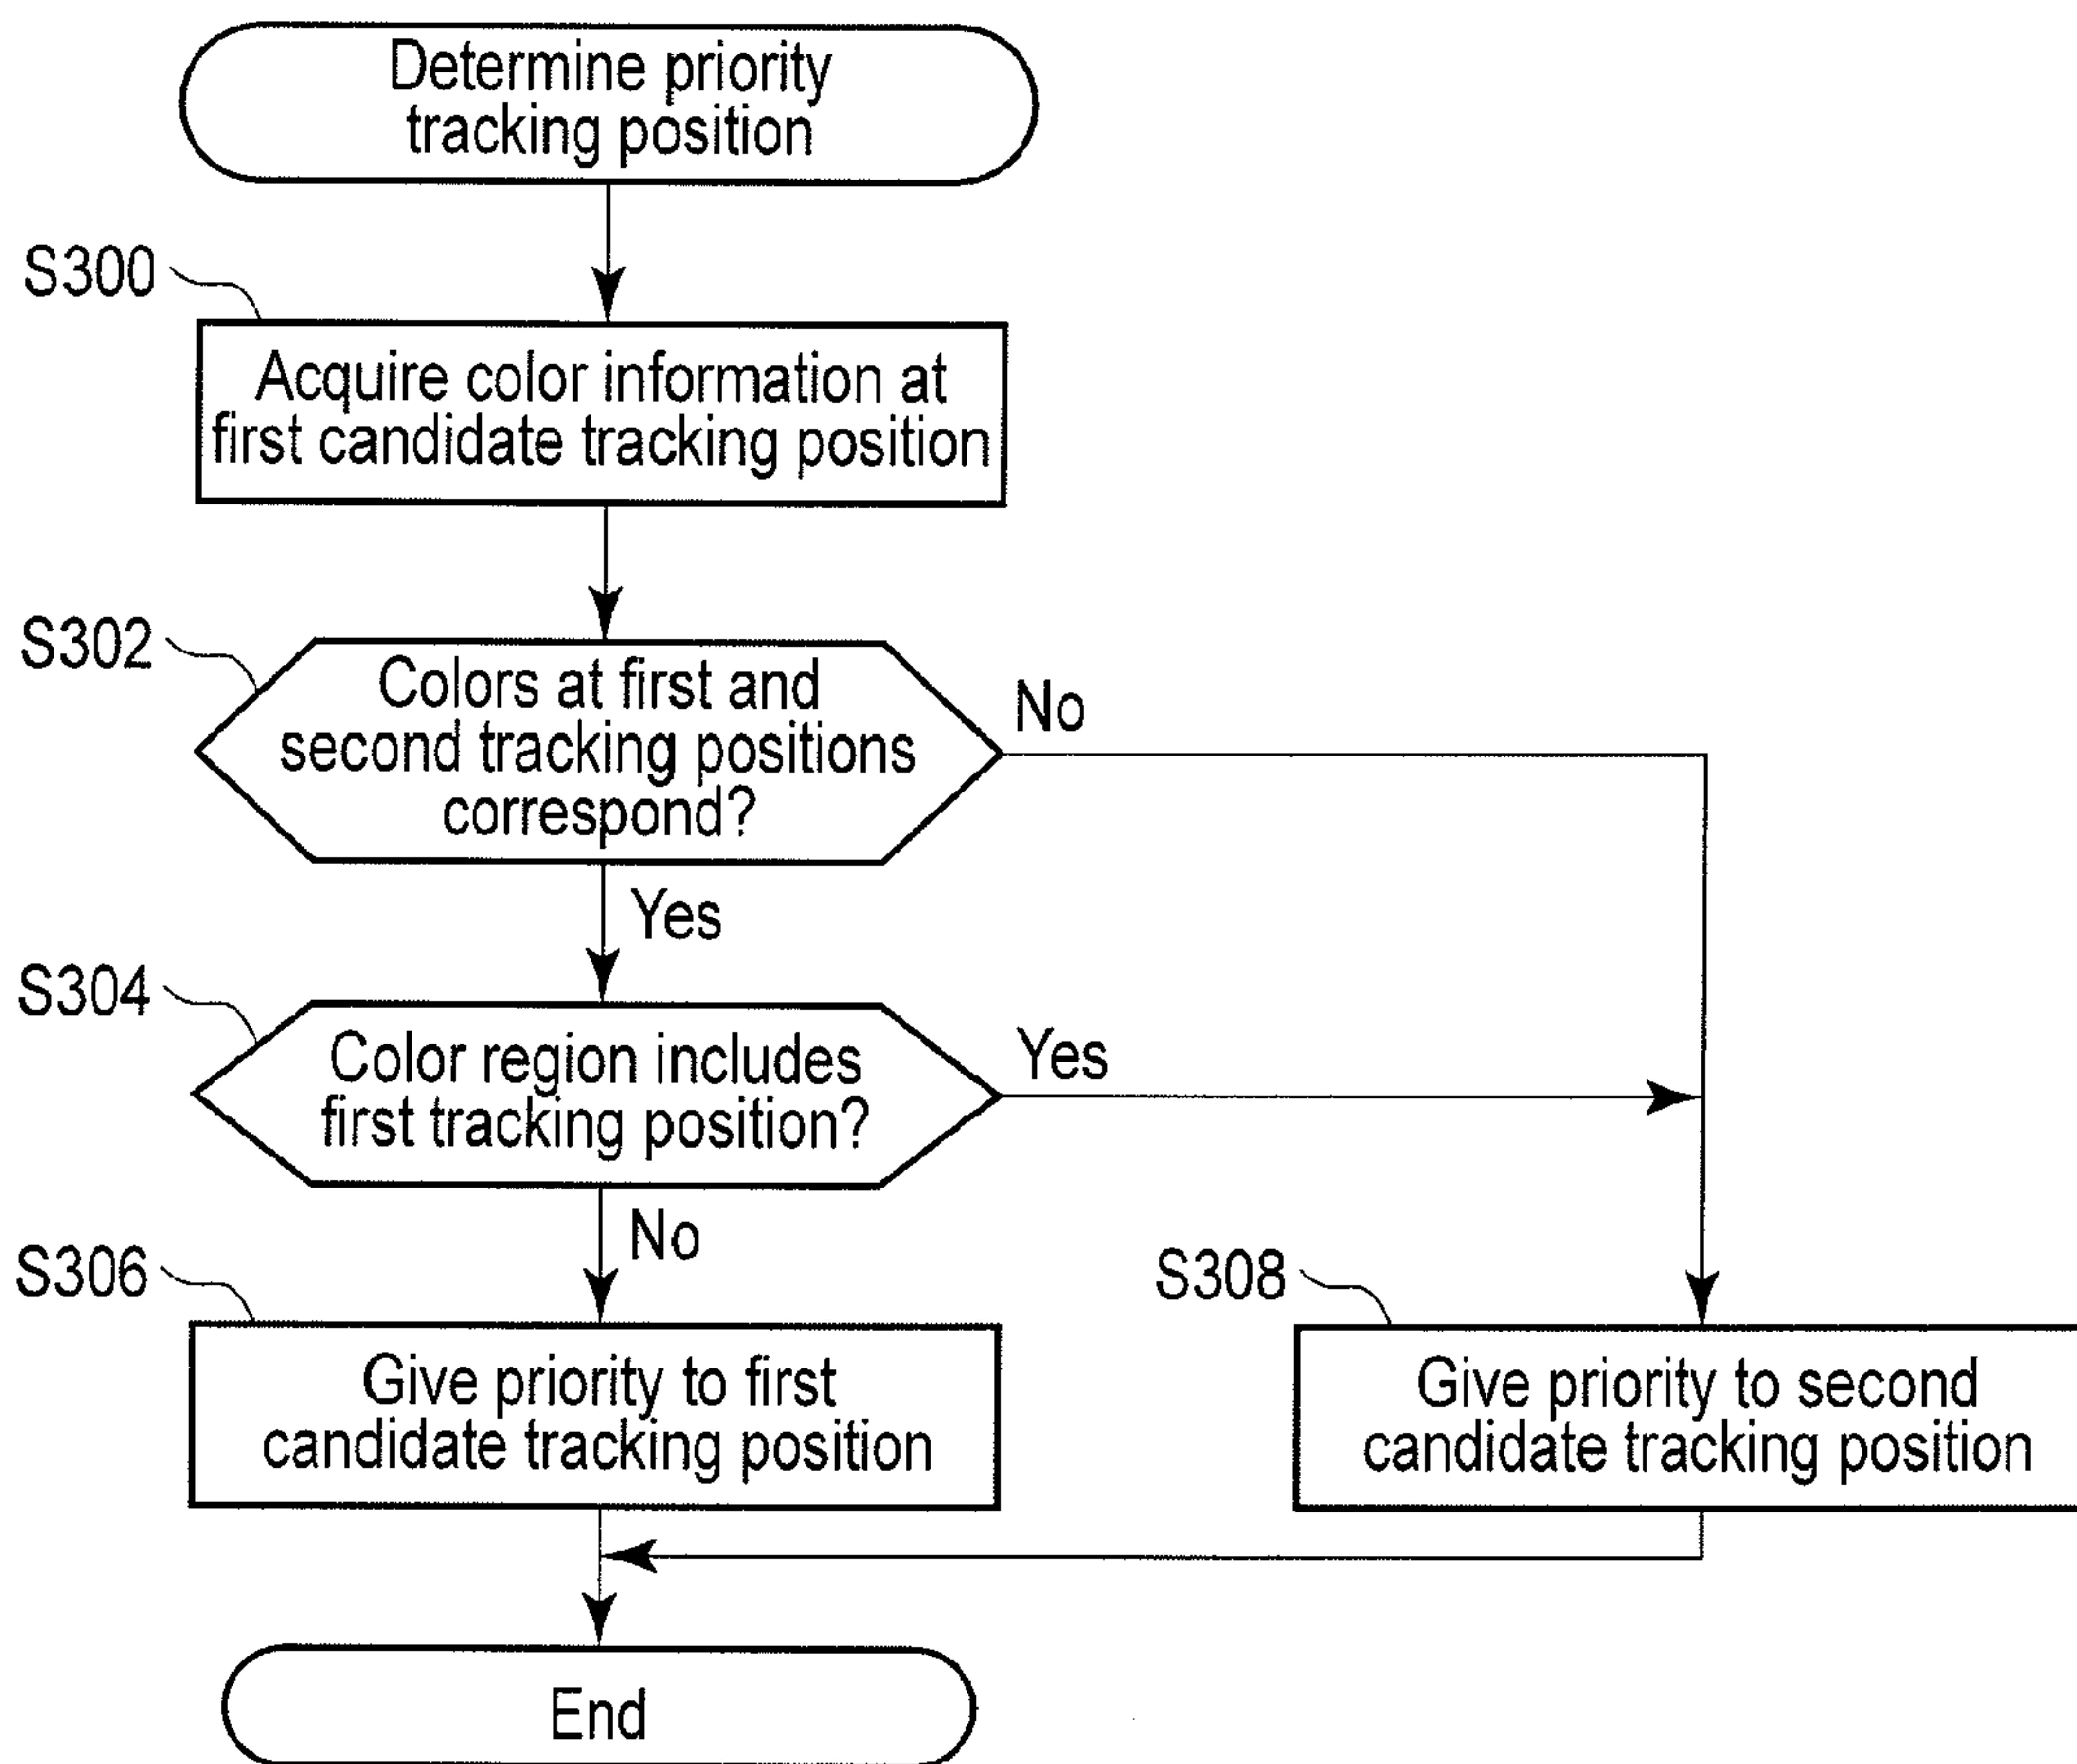 Determine priority
tracking position
S300
Acquire color information at
first candidate tracking position
S302
Colors at first and
second tracking positions
correspond?
No
Yes
S304
Color region includes
first tracking position?
Yes
No
S306
Give priority to first
candidate tracking position
S308
Give priority to second
candidate tracking position
End